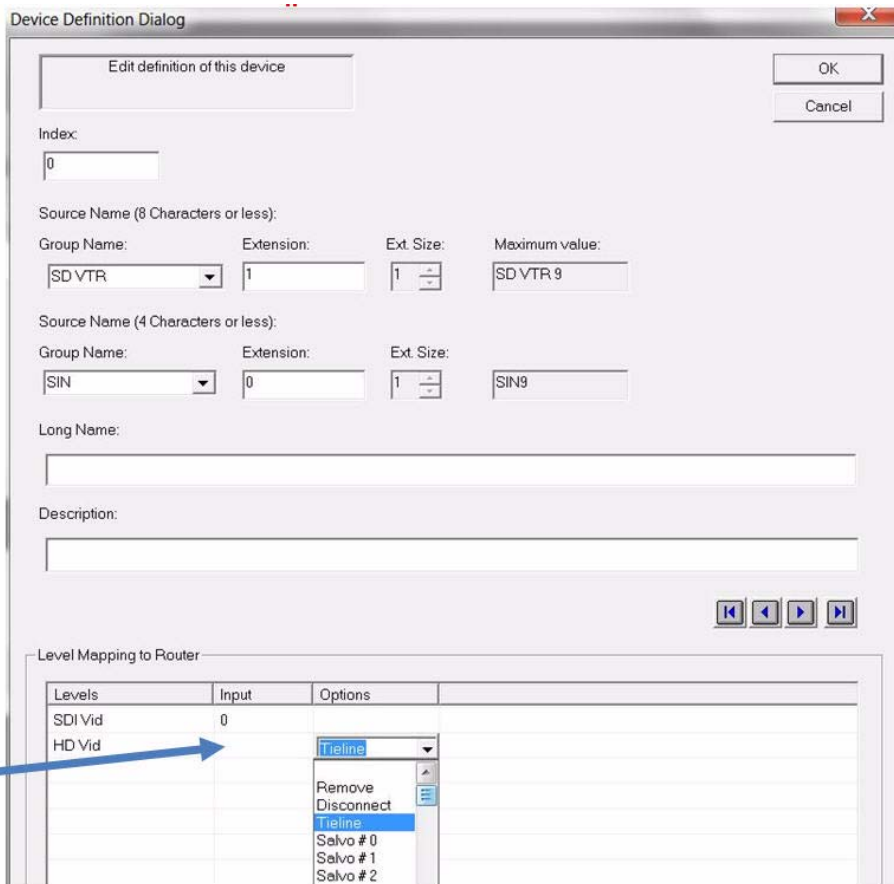 Device Definition Dialog
Edit definition of this device
OK
Cancel
Index:
0
Source Name (8 Characters or less):
Group Name: Extension: Ext. Size: Maximum value:
SD VTR 1 1 SD VTR 9
Source Name (4 Characters or less):
Group Name: Extension: Ext. Size:
SIN 0 1 SIN9
Long Name:
Description:
Level Mapping to Router
Levels Input Options
SDI Vid 0
HD Vid Tieline
Remove
Disconnect
Tieline
Salvo # 0
Salvo # 1
Salvo # 2